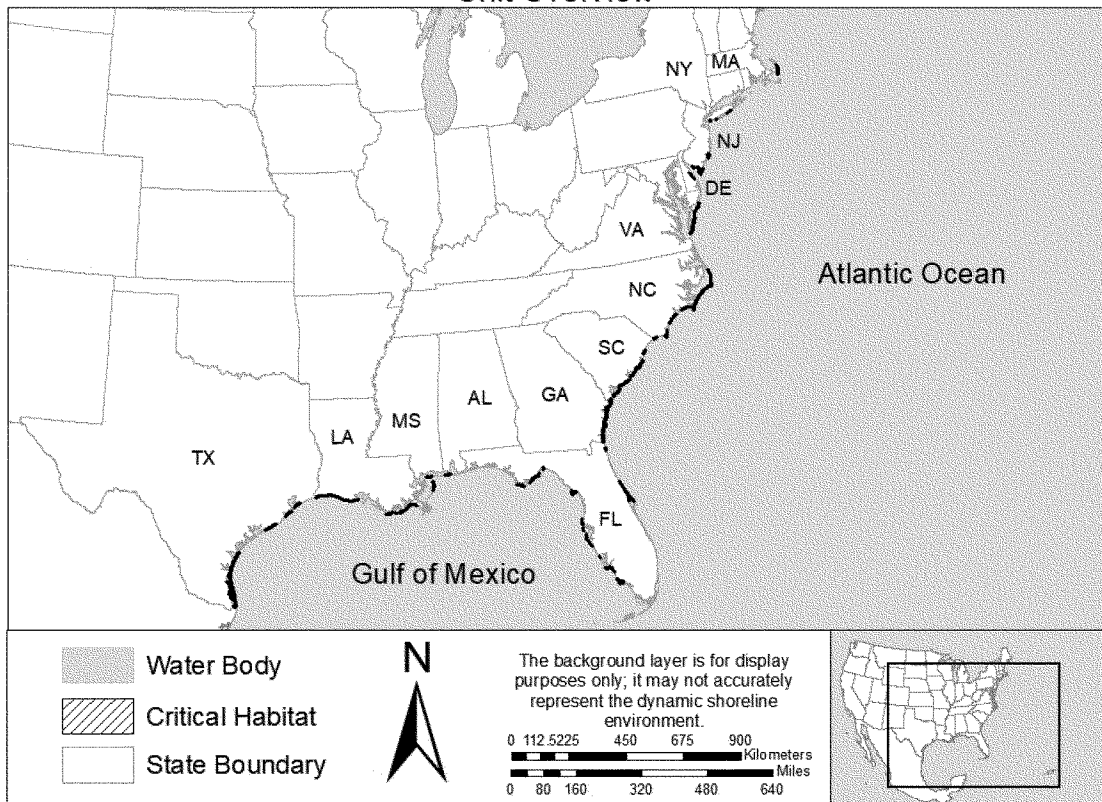 NY
MA
NJ
DE
VA
Atlantic Ocean
NC
SC
MS
AL
GA
LA
TX
FL
Gulf of Mexico
Water Body
Critical Habitat
State Boundary
N
The background layer is for display
purposes only; it may not accurately
represent the dynamic shoreline
environment.
0 112.5225 450 675 900
Kilometers
Miles
0 80 160 320 480 640